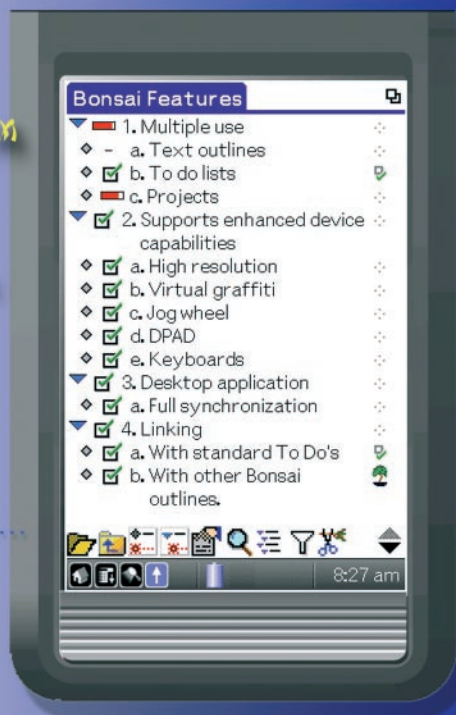 Bonsai Features
1. Multiple use
- a. Text outlines
b. To do lists
c. Projects
2. Supports enhanced device
capabilities
a. High resolution
b. Virtual graffiti
c. Jog wheel
d. DPAD
e. Keyboards
3. Desktop application
a. Full synchronization
4. Linking
a. With standard To Do's
b. With other Bonsai
outlines.
8:27 am